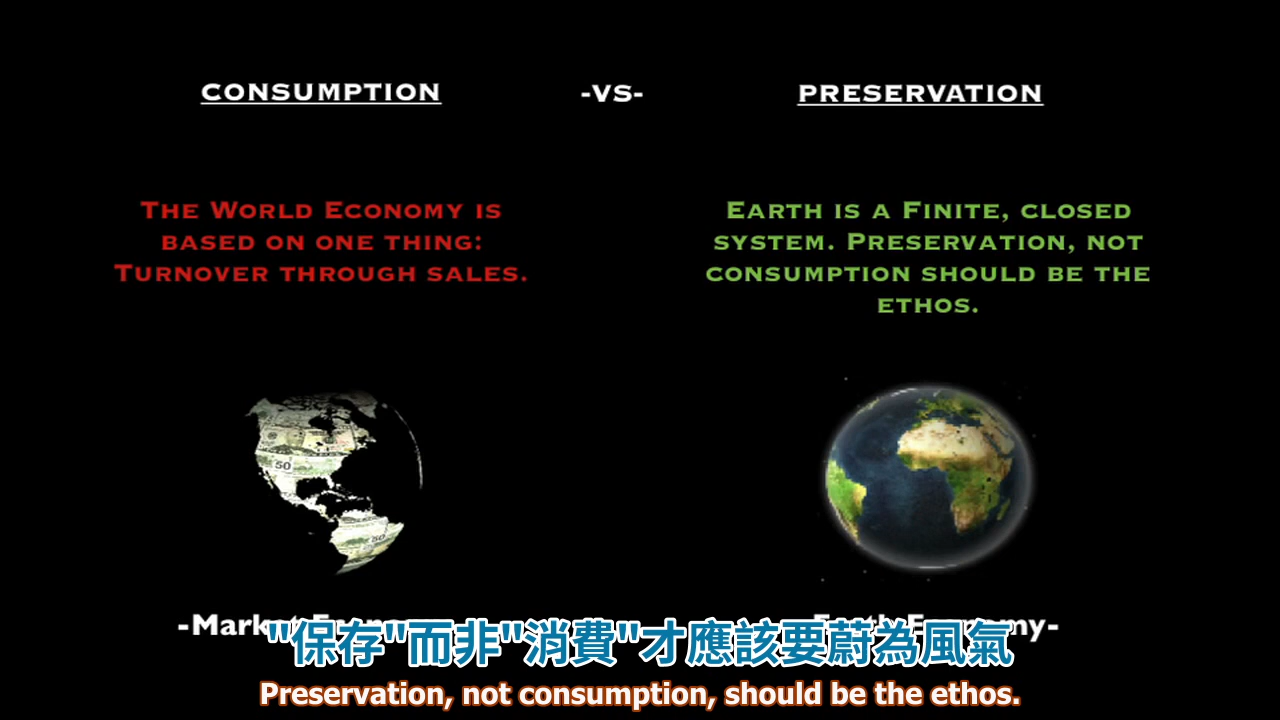 CONSUMPTION
-VS-
PRESERVATION
The World Economy is
based on one thing:
Turnover through sales.
Earth is a Finite, closed
system. Preservation, not
consumption should be the
ethos.
50
50
"保存"而非"消費"才應該要蔚為風氣
Preservation, not consumption, should be the ethos.